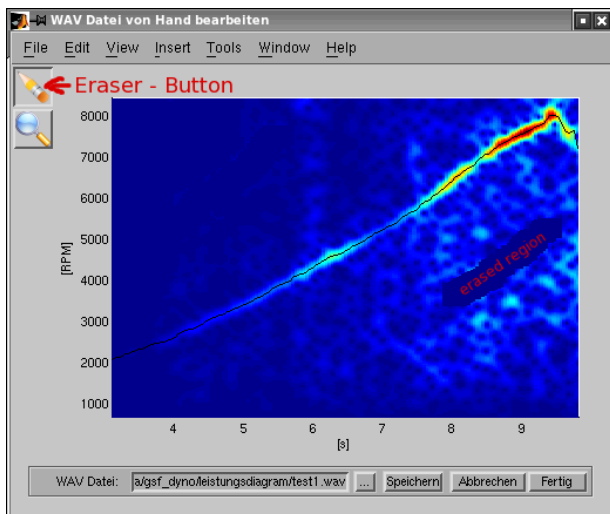 WAV Datei von Hand bearbeiten
File Edit View Insert Tools Window Help
Eraser - Button
8000
7000
6000
5000
4000
3000
2000
1000
[RPM]
erased region
4 5 6 7 8 9
[s]
WAV Datei: a/gsf_dyno/leistungsdiagram/test1.wav ... Speichern Abbrechen Fertig